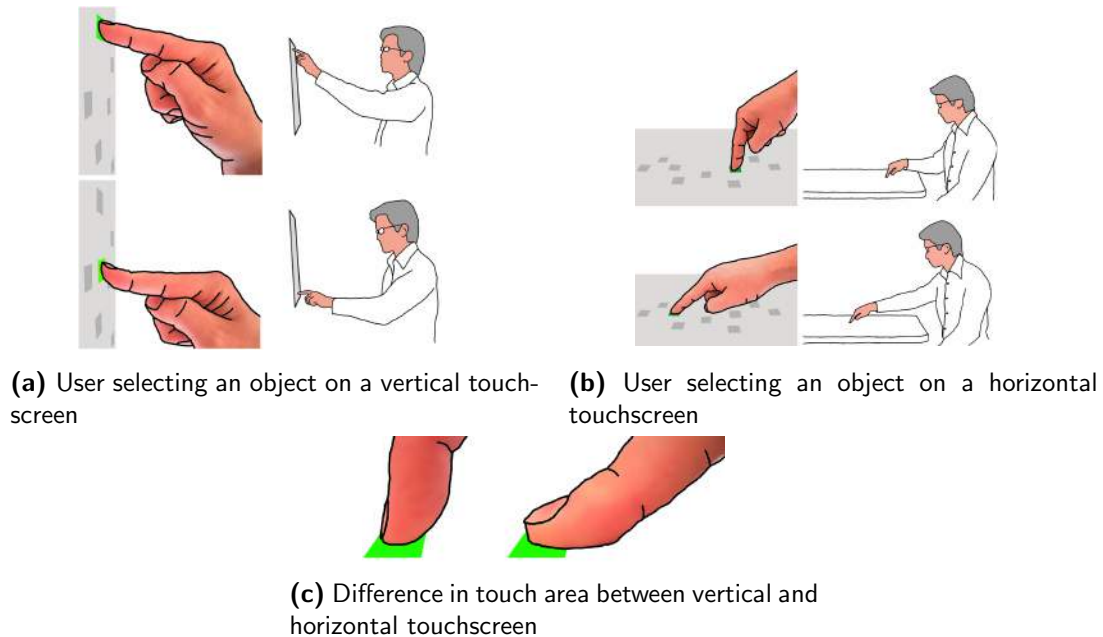 (a) User selecting an object on a vertical touch-
screen
(b) User selecting an object on a horizontal
touchscreen
(c) Difference in touch area between vertical and
horizontal touchscreen